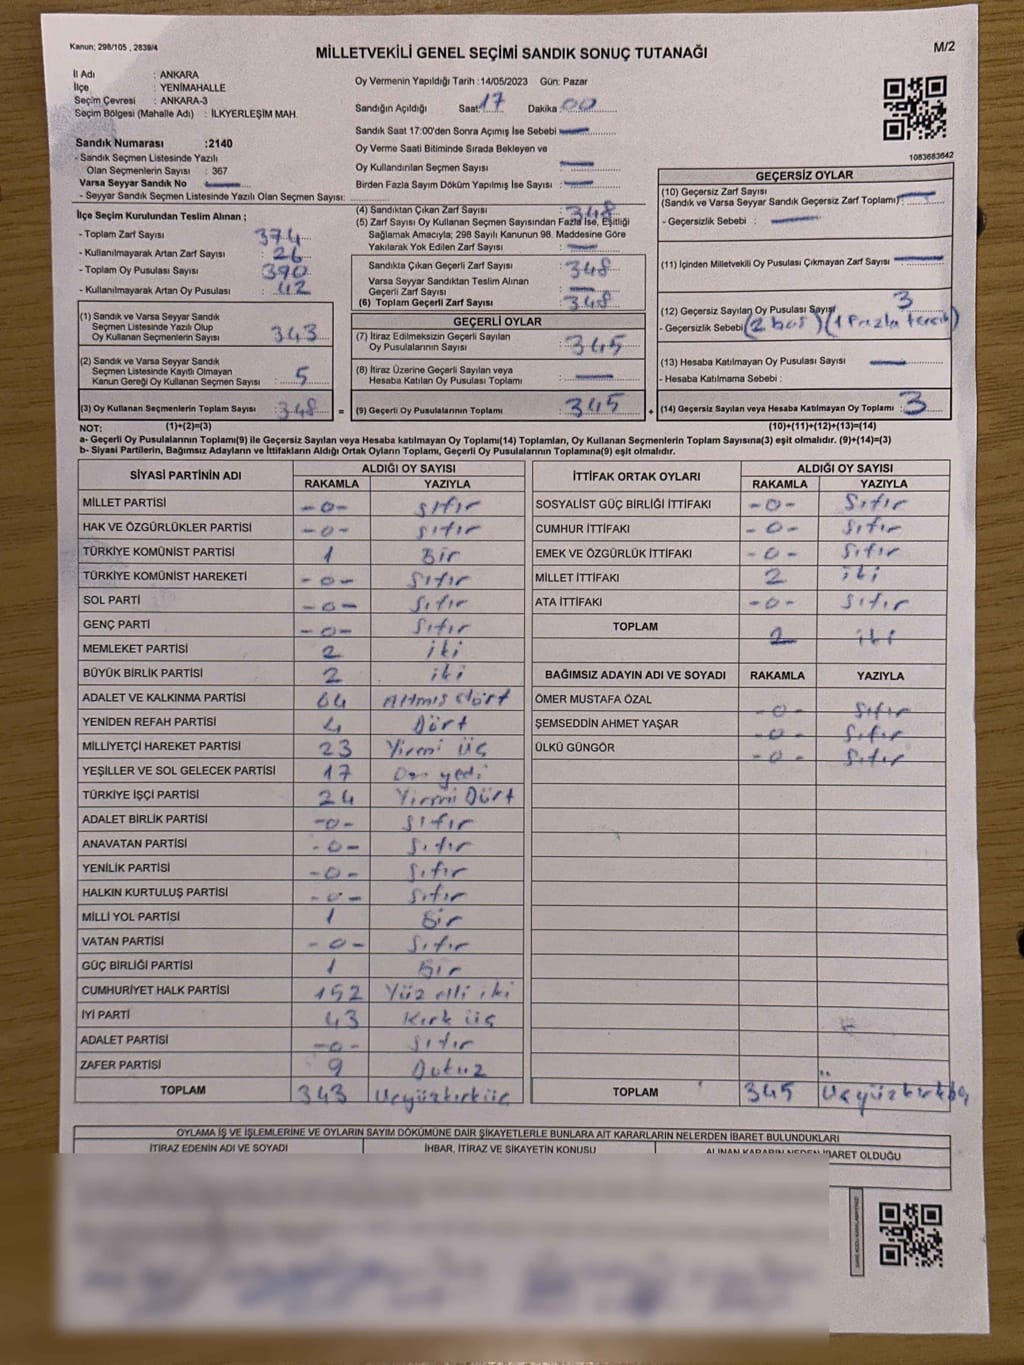 Kanun; 298/105 , 2839/4
M/2
MİLLETVEKİLİ GENEL SEÇİMİ SANDIK SONUÇ TUTANAĞI
İl Adı : ANKARA
İlçe : YENİMAHALLE
Seçim Çevresi : ANKARA-3
Seçim Bölgesi (Mahalle Adı) : İLKYERLEŞİM MAH.
Sandık Numarası :2140
- Sandık Seçmen Listesinde Yazılı
Olan Seçmenlerin Sayısı : 367
Varsa Seyyar Sandık No
- Seyyar Sandık Seçmen Listesinde Yazılı Olan Seçmen Sayısı:
Oy Vermenin Yapıldığı Tarih :14/05/2023 Gün: Pazar
Sandığın Açıldığı Saat 17 Dakika 00
Sandık Saat 17:00'den Sonra Açımış İse Sebebi
Oy Verme Saati Bitiminde Sırada Bekleyen ve
Oy Kullandırılan Seçmen Sayısı
Birden Fazla Sayım Döküm Yapılmış İse Sayısı :
1083683642
İlçe Seçim Kurulundan Teslim Alınan ;
- Toplam Zarf Sayısı : 374
- Kullanılmayarak Artan Zarf Sayısı : 26
- Toplam Oy Pusulası Sayısı : 390
- Kullanılmayarak Artan Oy Pusulası : 42
(4) Sandıktan Çıkan Zarf Sayısı : 348
(5) Zarf Sayısı Oy Kullanan Seçmen Sayısından Fazla İse, Eşitliği
Sağlamak Amacıyla; 298 Sayılı Kanunun 98. Maddesine Göre
Yakılarak Yok Edilen Zarf Sayısı :
Sandıkta Çıkan Geçerli Zarf Sayısı : 348
Varsa Seyyar Sandıktan Teslim Alınan
Geçerli Zarf Sayısı :
(6) Toplam Geçerli Zarf Sayısı : 348
GEÇERSİZ OYLAR
(10) Geçersiz Zarf Sayısı
(Sandık ve Varsa Seyyar Sandık Geçersiz Zarf Toplamı) :
- Geçersizlik Sebebi :
(11) İçinden Milletvekili Oy Pusulası Çıkmayan Zarf Sayısı :
(12) Geçersiz Sayılan Oy Pusulası Sayısı : 3
- Geçersizlik Sebebi (2 boş) (1 Fazla tercih)
(13) Hesaba Katılmayan Oy Pusulası Sayısı :
- Hesaba Katılmama Sebebi :
(1) Sandık ve Varsa Seyyar Sandık
Seçmen Listesinde Yazılı Olup
Oy Kullanan Seçmenlerin Sayısı : 343
(2) Sandık ve Varsa Seyyar Sandık
Seçmen Listesinde Kayıtlı Olmayan
Kanun Gereği Oy Kullanan Seçmen Sayısı : 5
GEÇERLİ OYLAR
(7) İtiraz Edilmeksizin Geçerli Sayılan
Oy Pusulalarının Sayısı : 345
(8) İtiraz Üzerine Geçerli Sayılan veya
Hesaba Katılan Oy Pusulası Toplamı :
(3) Oy Kullanan Seçmenlerin Toplam Sayısı : 348 = (9) Geçerli Oy Pusulalarının Toplamı : 345 + (14) Geçersiz Sayılan veya Hesaba Katılmayan Oy Toplamı : 3
NOT: (1)+(2)=(3) (10)+(11)+(12)+(13)=(14)
a- Geçerli Oy Pusulalarının Toplamı(9) ile Geçersiz Sayılan veya Hesaba katılmayan Oy Toplamı(14) Toplamları, Oy Kullanan Seçmenlerin Toplam Sayısına(3) eşit olmalıdır. (9)+(14)=(3)
b- Siyasi Partilerin, Bağımsız Adayların ve İttifakların Aldığı Ortak Oyların Toplamı, Geçerli Oy Pusulalarının Toplamına(9) eşit olmalıdır.
SİYASİ PARTİNİN ADI ALDIĞI OY SAYISI
RAKAMLA YAZIYLA
MİLLET PARTİSİ -0- sıfır
HAK VE ÖZGÜRLÜKLER PARTİSİ -0- sıfır
TÜRKİYE KOMÜNİST PARTİSİ 1 Bir
TÜRKİYE KOMÜNİST HAREKETİ -0- Sıfır
SOL PARTİ -0- Sıfır
GENÇ PARTİ -0- Sıfır
MEMLEKET PARTİSİ 2 iki
BÜYÜK BİRLİK PARTİSİ 2 iki
ADALET VE KALKINMA PARTİSİ 64 Altmış dört
YENİDEN REFAH PARTİSİ 4 Dört
MİLLİYETÇİ HAREKET PARTİSİ 23 Yirmi üç
YEŞİLLER VE SOL GELECEK PARTİSİ 17 On yedi
TÜRKİYE İŞÇİ PARTİSİ 24 Yirmi Dört
ADALET BİRLİK PARTİSİ -0- sıfır
ANAVATAN PARTİSİ -0- Sıfır
YENİLİK PARTİSİ -0- Sıfır
HALKIN KURTULUŞ PARTİSİ -0- Sıfır
MİLLİ YOL PARTİSİ 1 Bir
VATAN PARTİSİ -0- Sıfır
GÜÇ BİRLİĞİ PARTİSİ 1 Bir
CUMHURİYET HALK PARTİSİ 152 Yüz elli iki
İYİ PARTİ 43 Kırk üç
ADALET PARTİSİ -0- Sıfır
ZAFER PARTİSİ 9 Dokuz
TOPLAM 343 Üçyüzkırküç
İTTİFAK ORTAK OYLARI ALDIĞI OY SAYISI
RAKAMLA YAZIYLA
SOSYALİST GÜÇ BİRLİĞİ İTTİFAKI -0- Sıfır
CUMHUR İTTİFAKI -0- Sıfır
EMEK VE ÖZGÜRLÜK İTTİFAKI -0- Sıfır
MİLLET İTTİFAKI 2 iki
ATA İTTİFAKI -0- Sıfır
TOPLAM 2 iki
BAĞIMSIZ ADAYIN ADI VE SOYADI RAKAMLA YAZIYLA
ÖMER MUSTAFA ÖZAL -0- Sıfır
ŞEMSEDDİN AHMET YAŞAR -0- Sıfır
ÜLKÜ GÜNGÖR -0- Sıfır
TOPLAM 345
OYLAMA İŞ VE İŞLEMLERİNE VE OYLARIN SAYIM DÖKÜMÜNE DAİR ŞİKAYETLERLE BUNLARA AİT KARARLARIN NELERDEN İBARET BULUNDUKLARI
İTİRAZ EDENİN ADI VE SOYADI İHBAR, İTİRAZ VE ŞİKAYETİN KONUSU ALINAN KARARIN NEDEN İBARET OLDUĞU